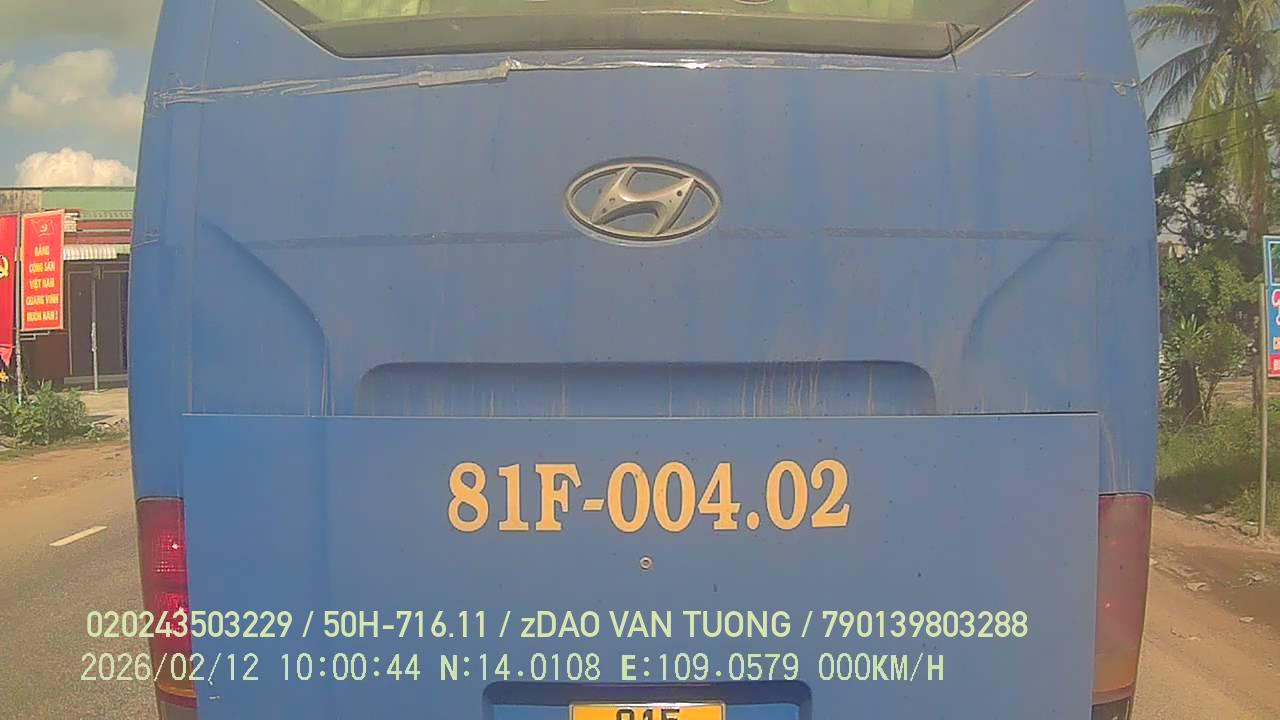 ĐẢNG
CỘNG SẢN
VIỆT NAM
QUANG VINH
MUÔN NĂM !
81F-004.02
020243503229 / 50H-716.11 / zDAO VAN TUONG / 790139803288
2026/02/12 10:00:44 N:14.0108 E:109.0579 000KM/H
81F